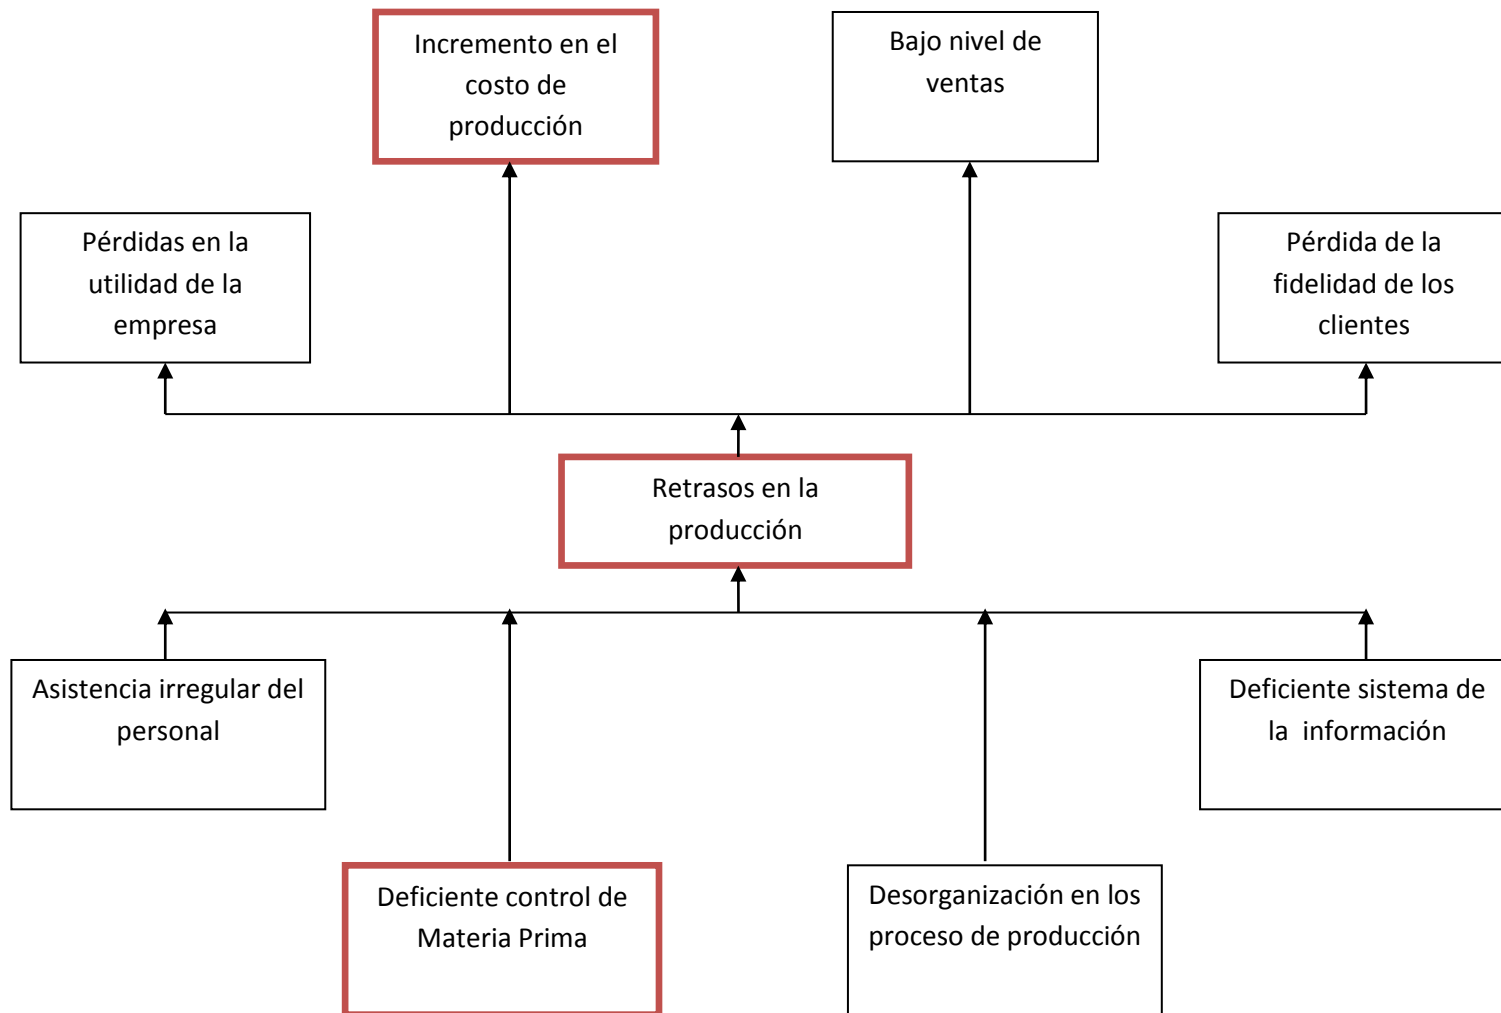 Incremento en el
costo de
producción
Bajo nivel de
ventas
Pérdidas en la
utilidad de la
empresa
Pérdida de la
fidelidad de los
clientes
Retrasos en la
producción
Asistencia irregular del
personal
Deficiente sistema de
la  información
Deficiente control de
Materia Prima
Desorganización en los
proceso de producción